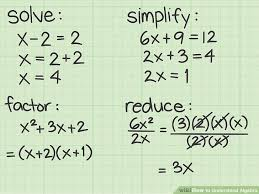 solve:
x-2=2
x=2+2
x=4
simplify:
6x+9=12
2x+3=4
2x=1
factor:
x²+3x+2
=(x+2)(x+1)
reduce:
6x²/2x = (3)(2)(x)(x)/(2)(x)
=3x
wiki How to Understand Algebra